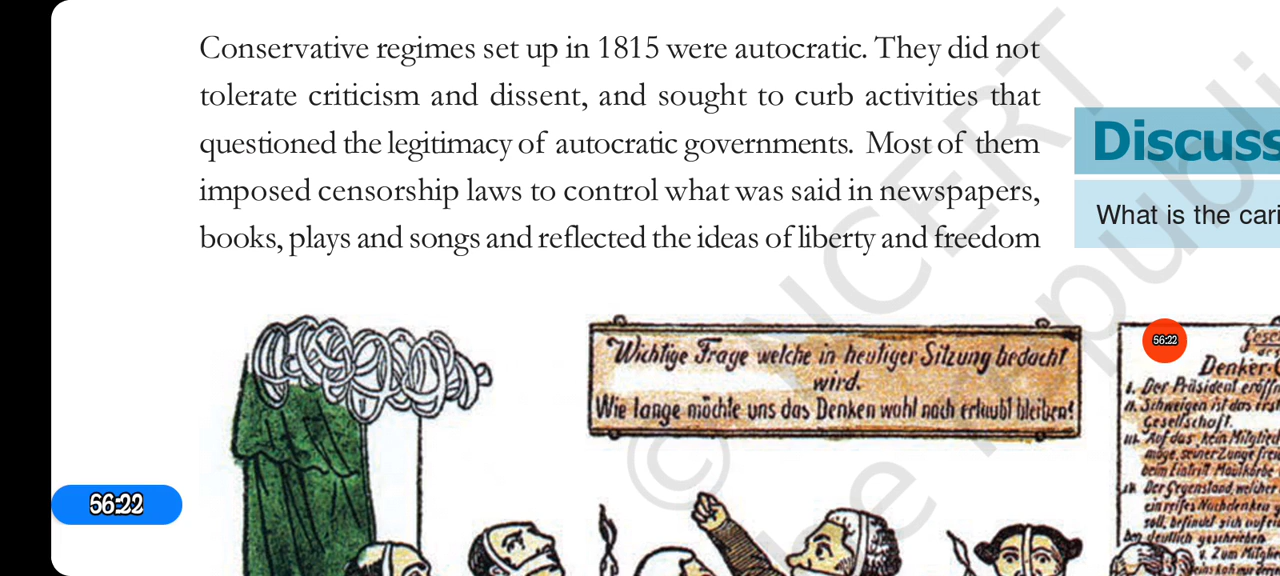 Conservative regimes set up in 1815 were autocratic. They did not
tolerate criticism and dissent, and sought to curb activities that
questioned the legitimacy of autocratic governments. Most of them
imposed censorship laws to control what was said in newspapers,
books, plays and songs and reflected the ideas of liberty and freedom
Discuss
What is the cari
© NCERT
be republi
Wichtige Frage welche in heutiger Sitzung bedacht
wird.
Wie lange möchte uns das Denken wohl noch erlaubt bleiben?
Denker-
I. Der Präsident eröff
II. Schweigen ist das erst
Gesellschaft.
III. Auf das kein Mitglied
möge, seiner Zunge frei
beim Eintritt Maulkörbe
IV. Der Gegenstand, welcher
ein reifes Nachdenken
soll, befindet sich auf ei
deutlich geschrieben
V. Zum Mitglie
56:22
56:22